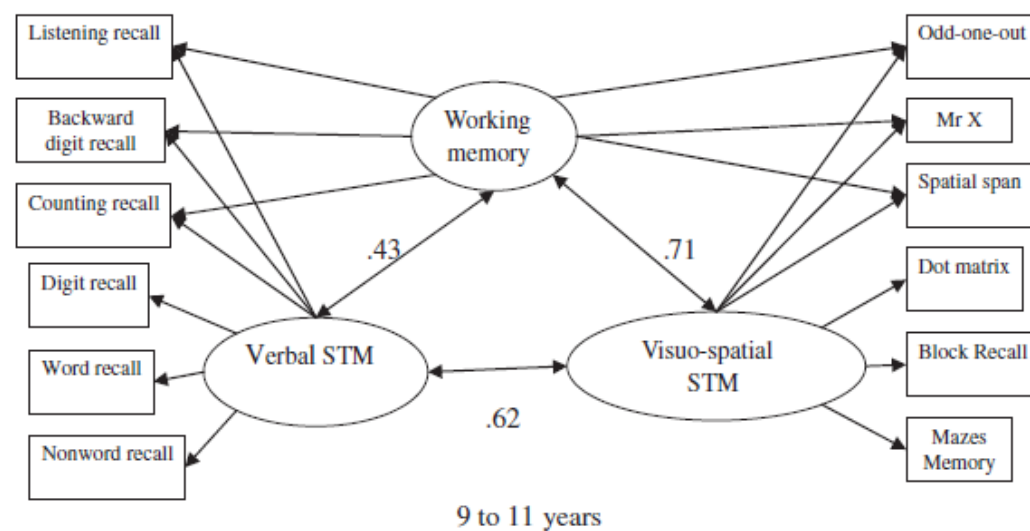 Listening recall
Backward
digit recall
Counting recall
Digit recall
Word recall
Nonword recall
Working
memory
.43
.71
Verbal STM
Visuo-spatial
STM
.62
Odd-one-out
Mr X
Spatial span
Dot matrix
Block Recall
Mazes
Memory
9 to 11 years